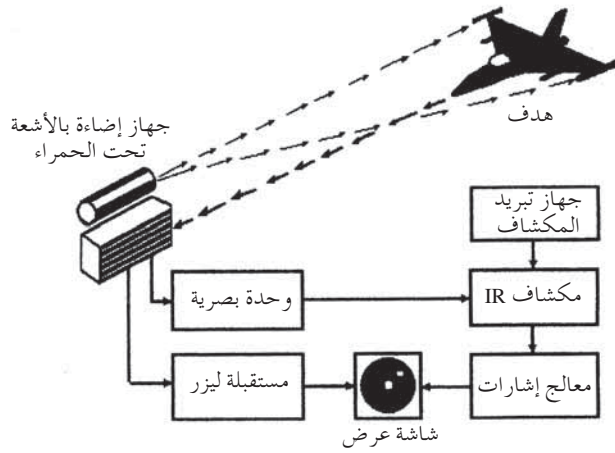 هدف
جهاز إضاءة بالأشعة
تحت الحمراء
جهاز تبريد
المكشاف
وحدة بصرية
مكشاف IR
مستقبلة ليزر
معالج إشارات
شاشة عرض